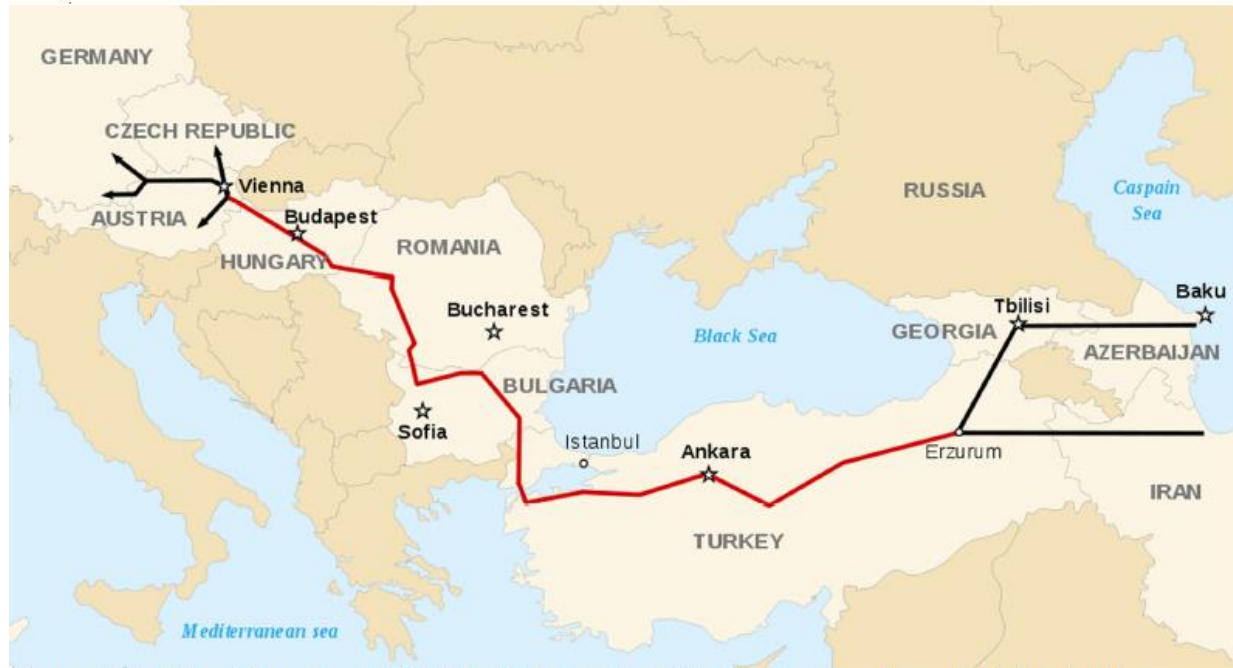 GERMANY
CZECH REPUBLIC
Vienna
AUSTRIA
Budapest
HUNGARY
ROMANIA
Bucharest
BULGARIA
Sofia
Istanbul
Ankara
TURKEY
Erzurum
Black Sea
RUSSIA
Caspain
Sea
Tbilisi
Baku
GEORGIA
AZERBAIJAN
IRAN
Mediterranean sea